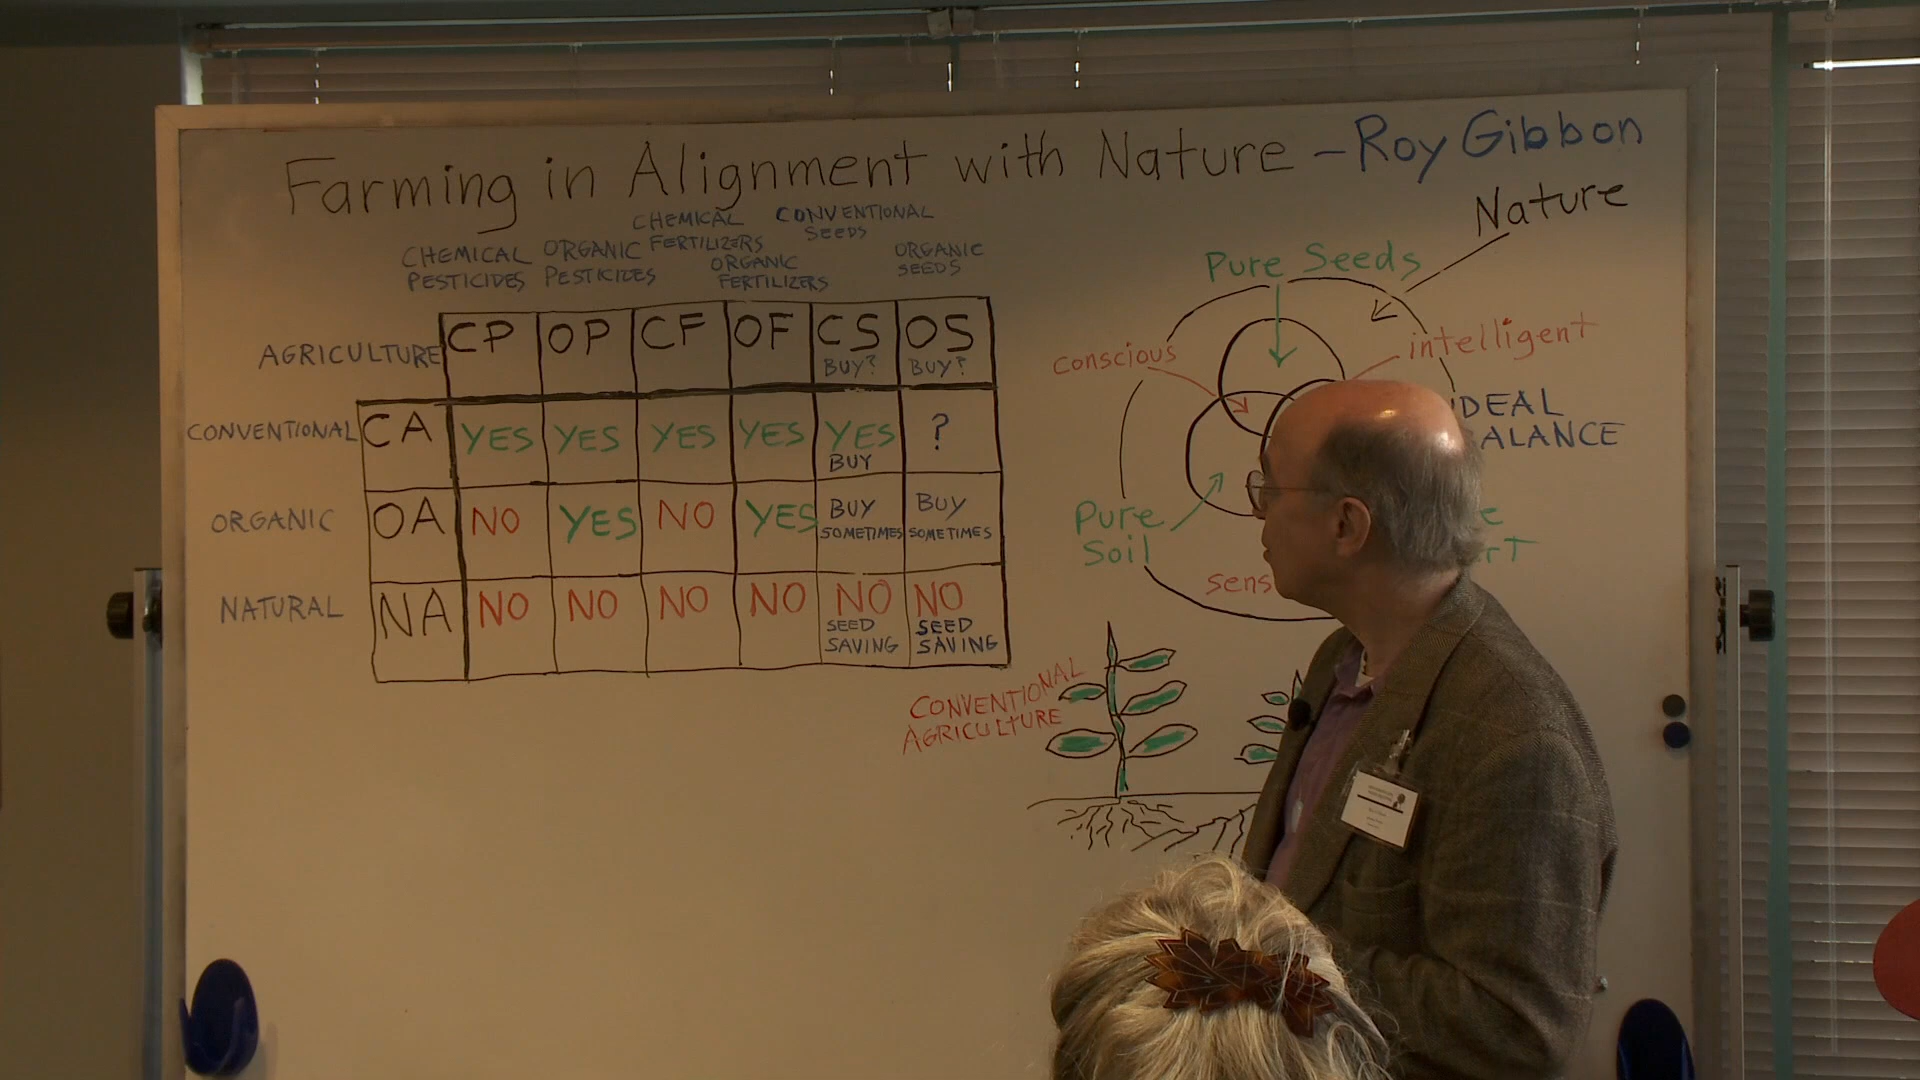 Farming in Alignment with Nature - Roy Gibbon
CHEMICAL PESTICIDES
ORGANIC PESTICIDES
CHEMICAL FERTILIZERS
ORGANIC FERTILIZERS
CONVENTIONAL SEEDS
ORGANIC SEEDS
AGRICULTURE CP OP CF OF CS BUY? OS BUY?
CONVENTIONAL CA YES YES YES YES YES BUY ?
ORGANIC OA NO YES NO YES BUY SOMETIMES BUY SOMETIMES
NATURAL NA NO NO NO NO NO SEED SAVING NO SEED SAVING
Nature
Pure Seeds
conscious
intelligent
IDEAL
BALANCE
Pure
Soil
CONVENTIONAL
AGRICULTURE